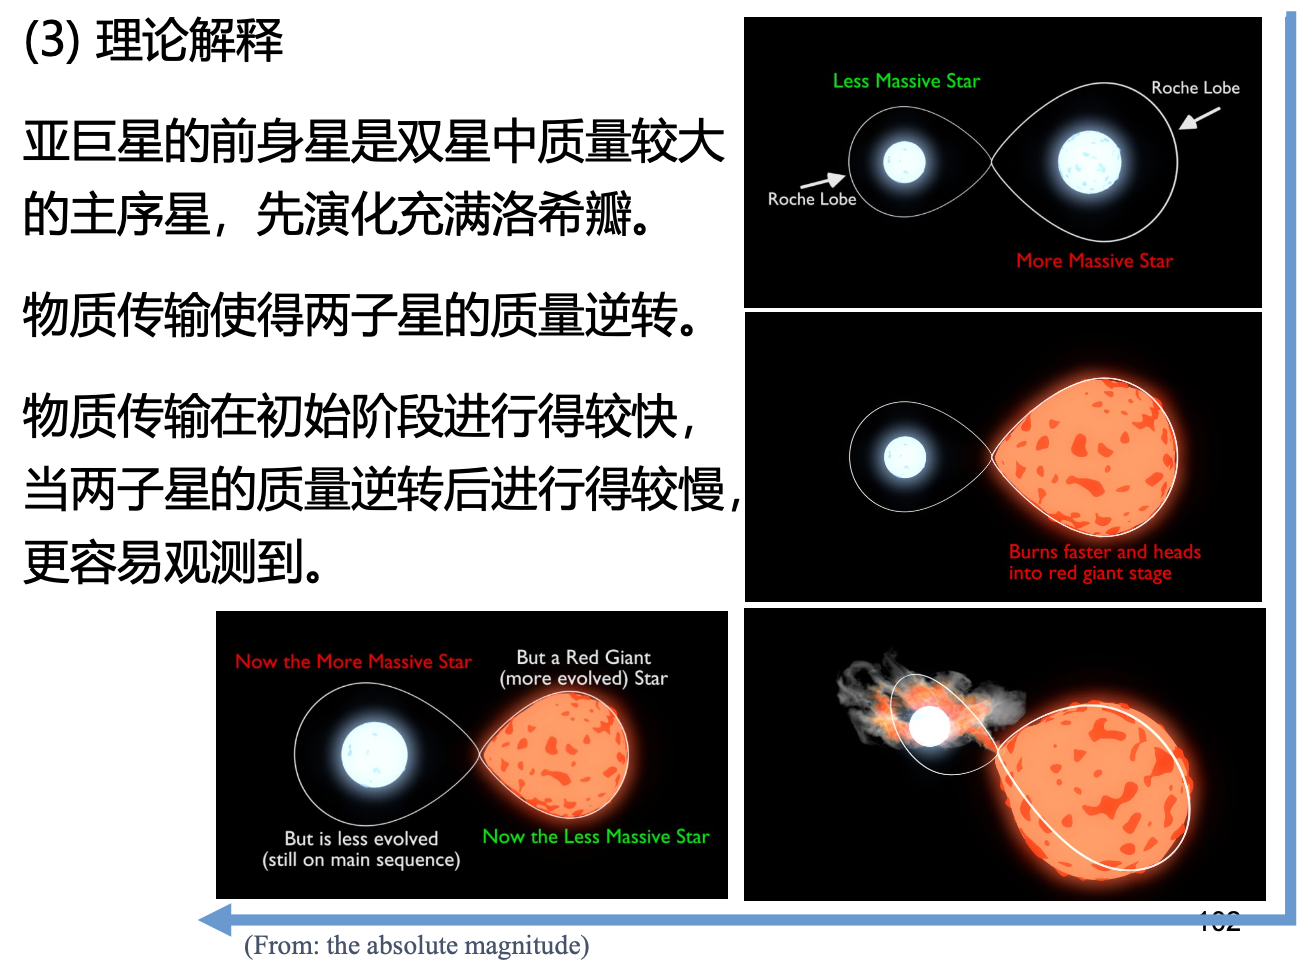 (3) 理论解释
亚巨星的前身星是双星中质量较大
的主序星，先演化充满洛希瓣。
物质传输使得两子星的质量逆转。
物质传输在初始阶段进行得较快，
当两子星的质量逆转后进行得较慢，
更容易观测到。
Less Massive Star
Roche Lobe
Roche Lobe
More Massive Star
Burns faster and heads
into red giant stage
Now the More Massive Star
But a Red Giant
(more evolved) Star
But is less evolved
(still on main sequence)
Now the Less Massive Star
102
(From: the absolute magnitude)